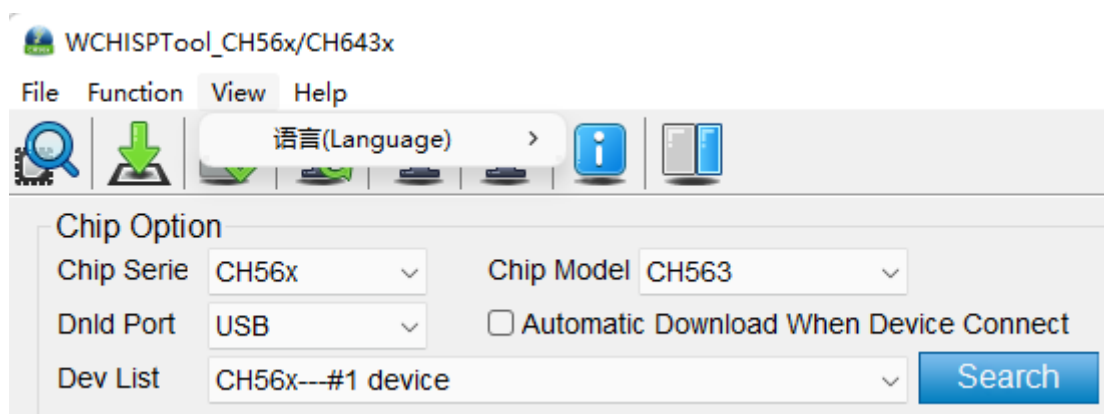 WCHISPTool_CH56x/CH643x
File Function View Help
语言(Language)
Chip Option
Chip Serie CH56x Chip Model CH563
Dnld Port USB Automatic Download When Device Connect
Dev List CH56x---#1 device Search